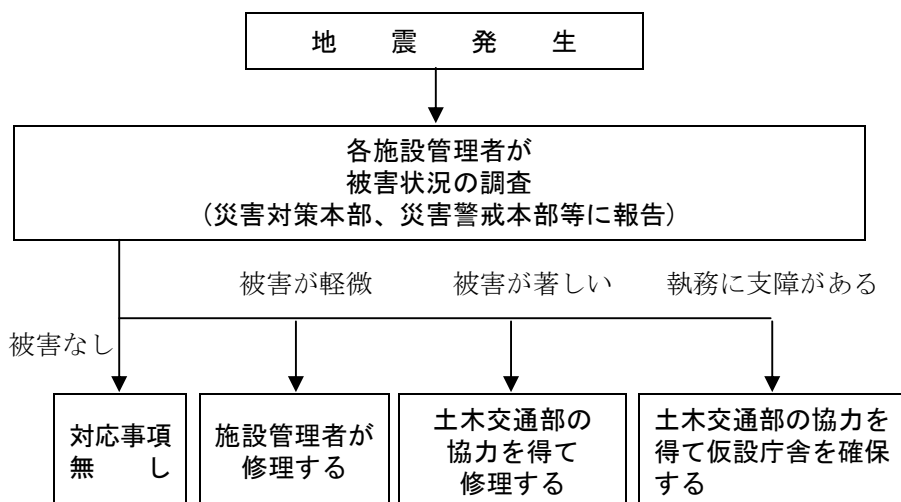 地　震　発　生
各施設管理者が
被害状況の調査
（災害対策本部、災害警戒本部等に報告）
被害が軽微
被害が著しい
執務に支障がある
被害なし
対応事項
無　し
施設管理者が
修理する
土木交通部の
協力を得て
修理する
土木交通部の協力を
得て仮設庁舎を確保
する